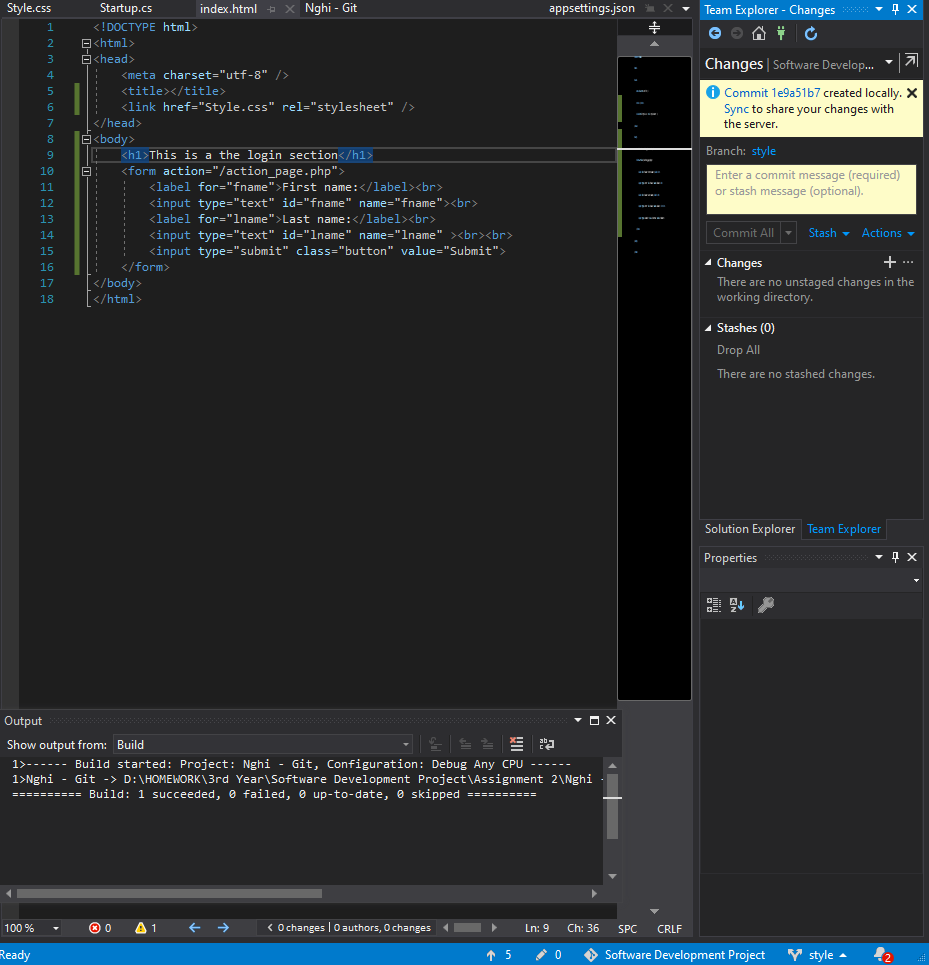 Style.css Startup.cs index.html Nghi - Git appsettings.json
1 <!DOCTYPE html>
2 <html>
3 <head>
4 <meta charset="utf-8" />
5 <title></title>
6 <link href="Style.css" rel="stylesheet" />
7 </head>
8 <body>
9 <h1>This is a the login section</h1>
10 <form action="/action_page.php">
11 <label for="fname">First name:</label><br>
12 <input type="text" id="fname" name="fname"><br>
13 <label for="lname">Last name:</label><br>
14 <input type="text" id="lname" name="lname" ><br><br>
15 <input type="submit" class="button" value="Submit">
16 </form>
17 </body>
18 </html>
Team Explorer - Changes
Changes | Software Develop...
Commit 1e9a51b7 created locally.
Sync to share your changes with
the server.
Branch: style
Enter a commit message (required)
or stash message (optional).
Commit All Stash Actions
Changes
There are no unstaged changes in the
working directory.
Stashes (0)
Drop All
There are no stashed changes.
Solution Explorer Team Explorer
Properties
Output
Show output from: Build
1>------ Build started: Project: Nghi - Git, Configuration: Debug Any CPU ------
1>Nghi - Git -> D:\HOMEWORK\3rd Year\Software Development Project\Assignment 2\Nghi -
========== Build: 1 succeeded, 0 failed, 0 up-to-date, 0 skipped ==========
100 % 0 1 0 changes | 0 authors, 0 changes Ln: 9 Ch: 36 SPC CRLF
Ready 5 0 Software Development Project style 2